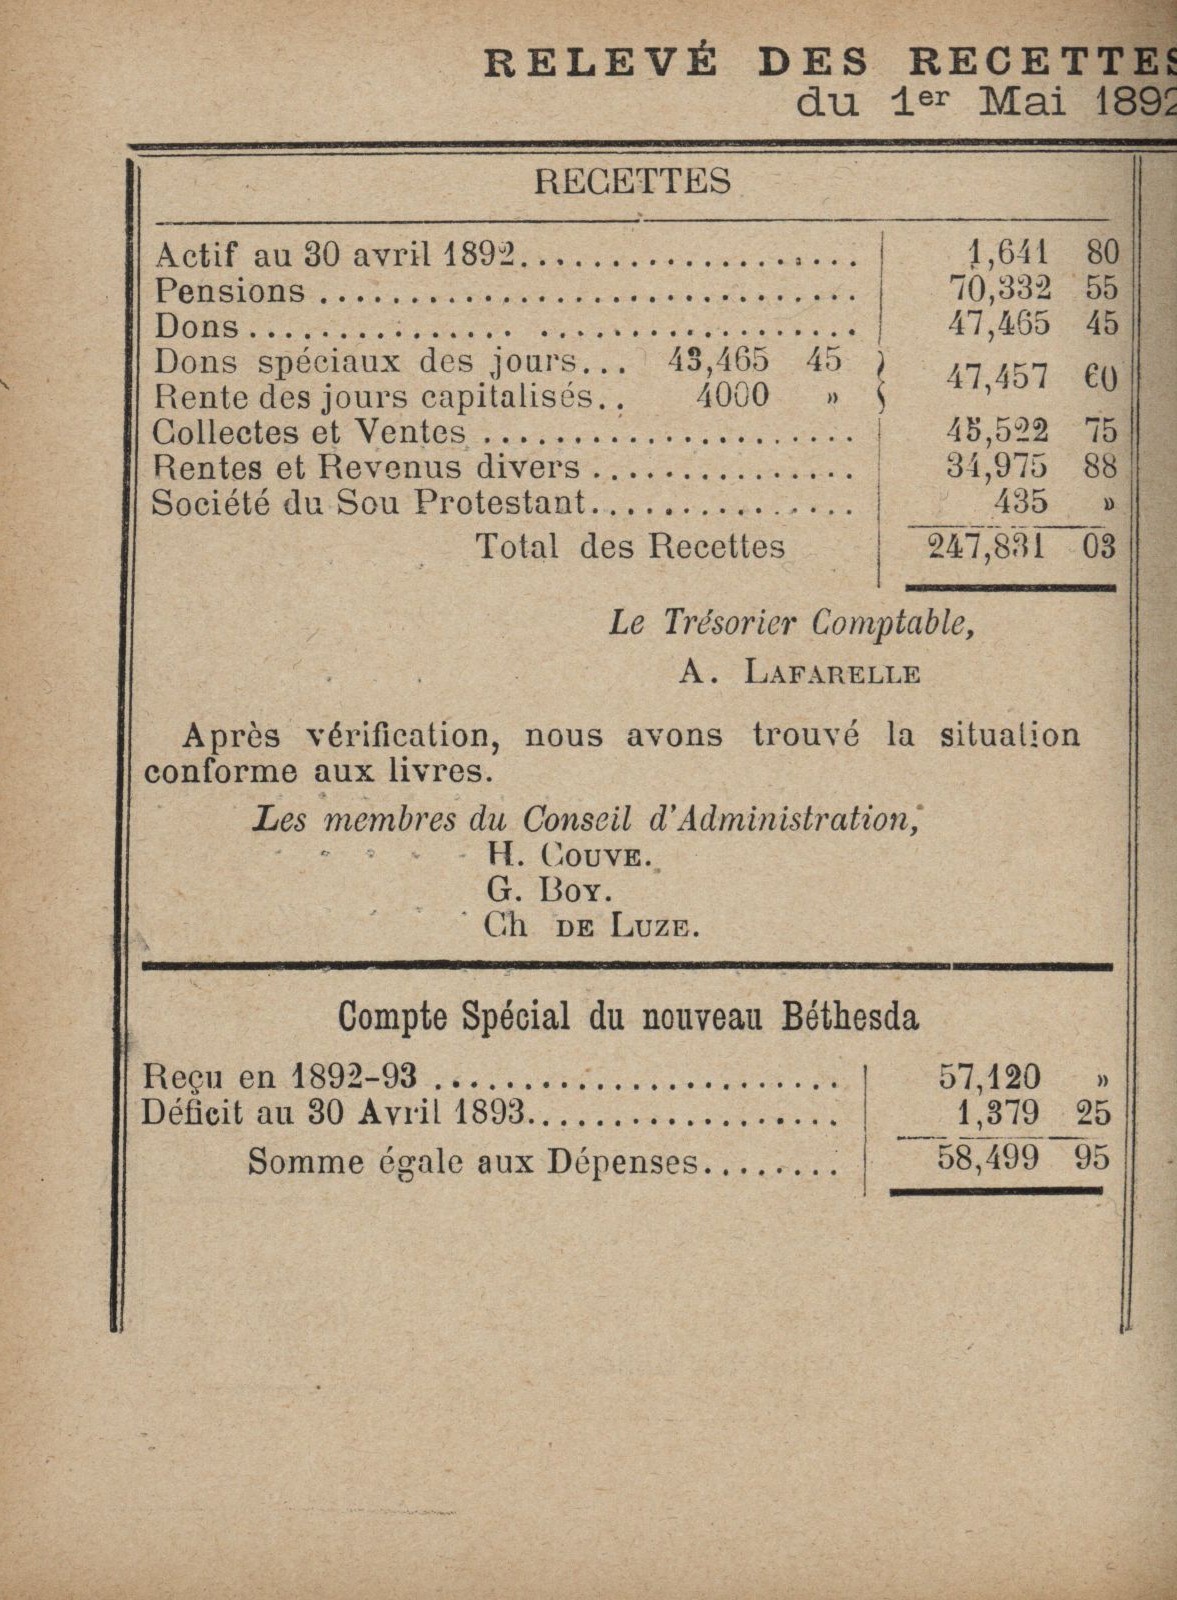 RELEVÉ DES RECETTES
du 1er Mai 1892
RECETTES
Actif au 30 avril 1892.................... 1,641 80
Pensions .............................. 70,332 55
Dons............... .................. 47,465 45
Dons spéciaux des jours... 43,465 45
47,457 60
Rente des jours capitalisés.. 4000 »
Collectes et Ventes ..................... 45,522 75
Rentes et Revenus divers ............... 34,975 88
Société du Sou Protestant............... 435 »
Total des Recettes 247,831 03
Le Trésorier Comptable,
A. LAFARELLE
Après vérification, nous avons trouvé la situation
conforme aux livres.
Les membres du Conseil d'Administration,
H. COUVE.
G. BOY.
Ch DE LUZE.
Compte Spécial du nouveau Béthesda
Reçu en 1892-93 ....................... 57,120 »
Déficit au 30 Avril 1893.................. 1,379 25
Somme égale aux Dépenses........ 58,499 95